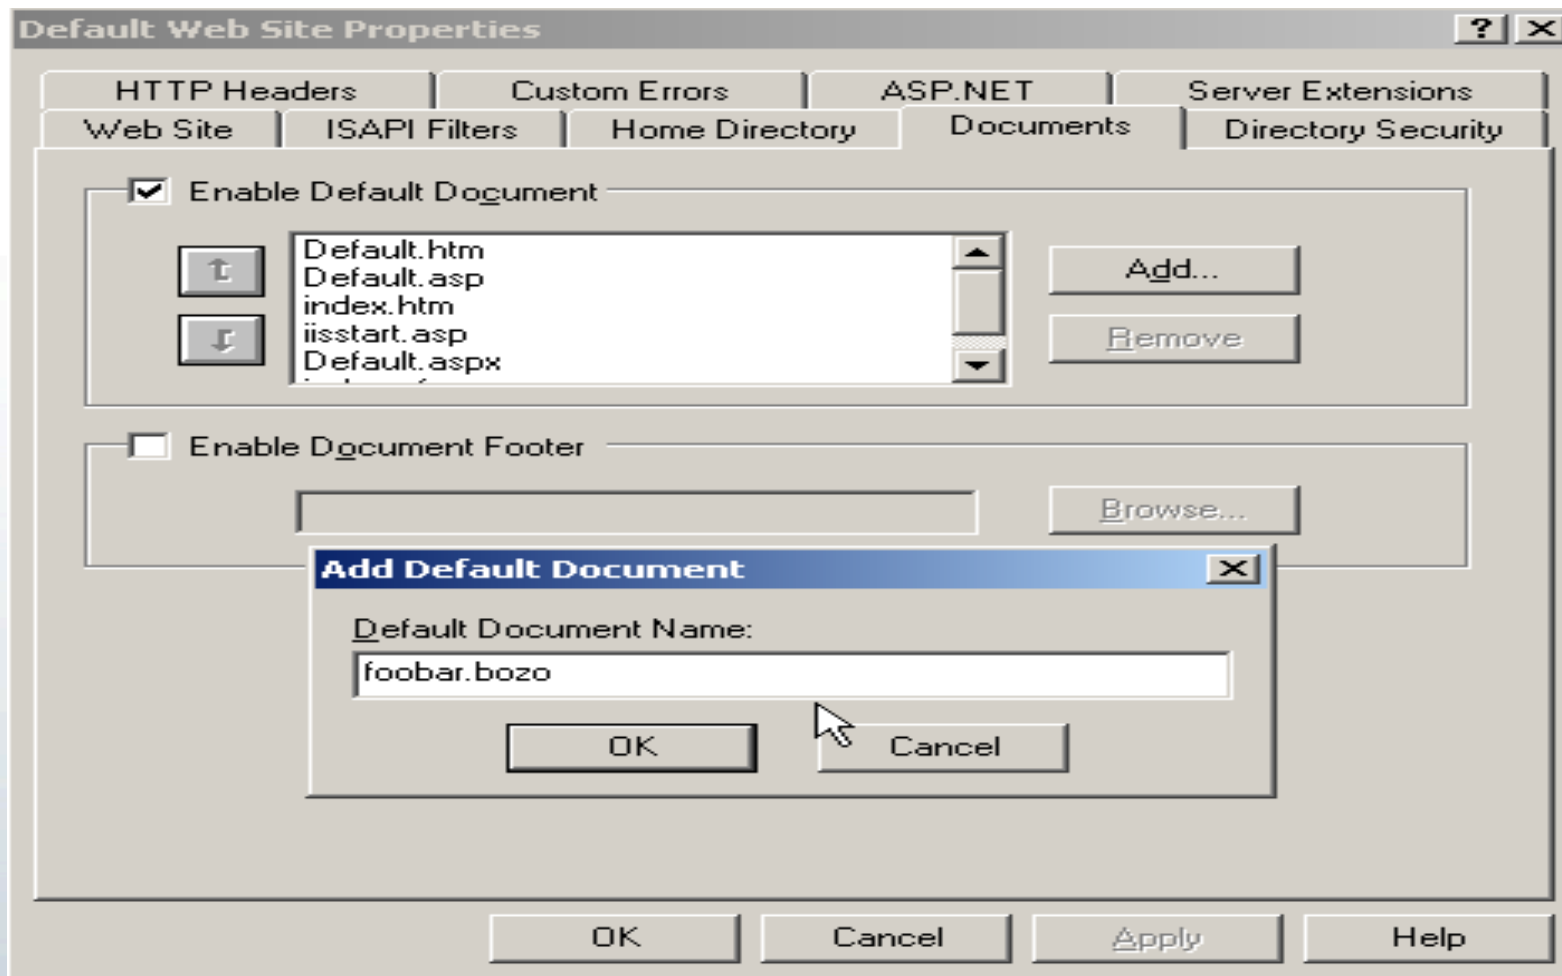 Default Web Site Properties
HTTP Headers Custom Errors ASP.NET Server Extensions
Web Site ISAPI Filters Home Directory Documents Directory Security
Enable Default Document
Default.htm
Default.asp
index.htm
iisstart.asp
Default.aspx
Add...
Remove
Enable Document Footer
Browse...
Add Default Document
Default Document Name:
foobar.bozo
OK Cancel
OK Cancel Apply Help